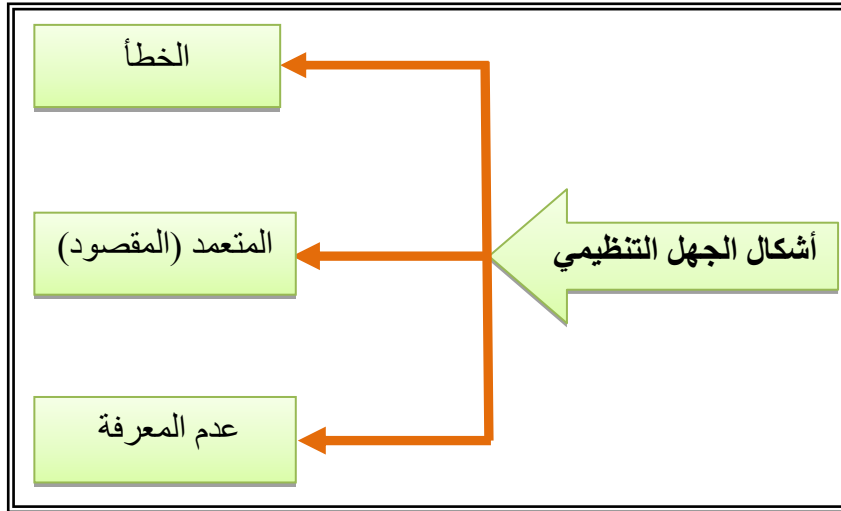 أشكال الجهل التنظيمي
الخطأ
المتعمد (المقصود)
عدم المعرفة